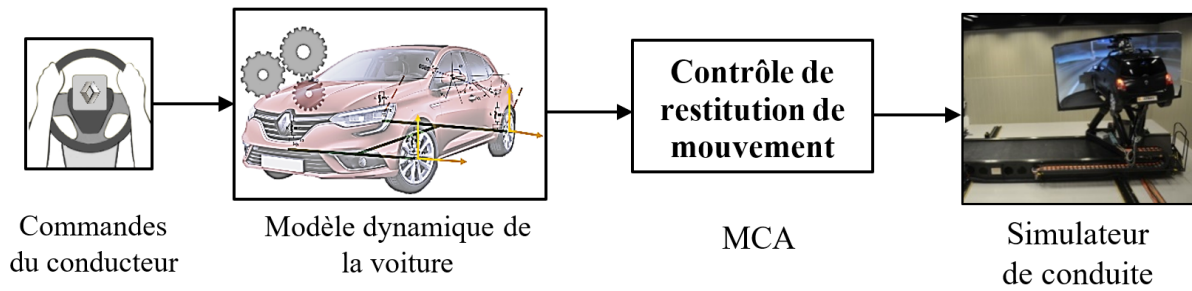 Contrôle de
restitution de
mouvement
Commandes
du conducteur
Modèle dynamique de
la voiture
MCA
Simulateur
de conduite